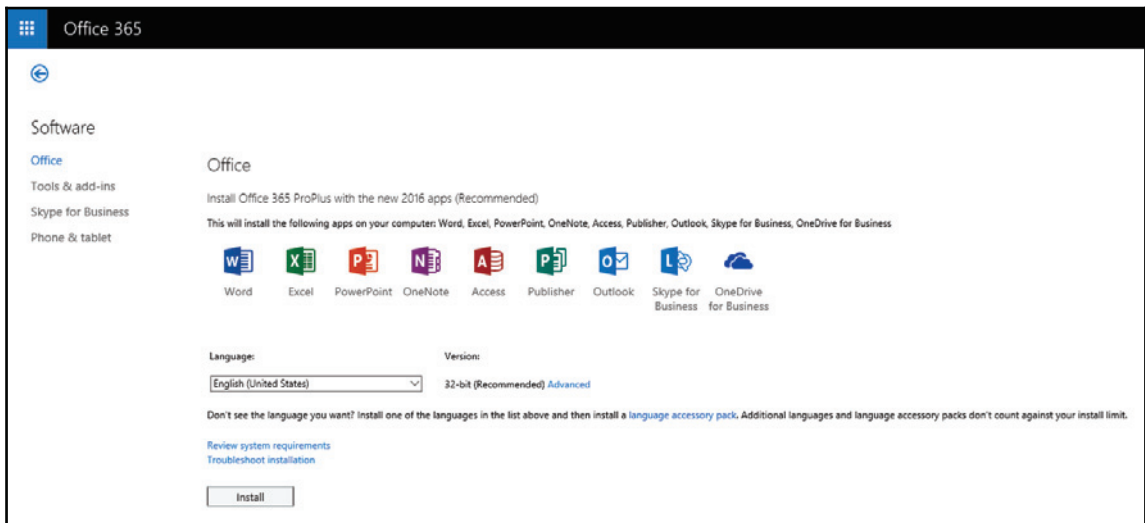 Office 365
Software
Office
Tools & add-ins
Skype for Business
Phone & tablet
Office
Install Office 365 ProPlus with the new 2016 apps (Recommended)
This will install the following apps on your computer: Word, Excel, PowerPoint, OneNote, Access, Publisher, Outlook, Skype for Business, OneDrive for Business
Word Excel PowerPoint OneNote Access Publisher Outlook Skype for Business OneDrive for Business
Language: Version:
English (United States) 32-bit (Recommended) Advanced
Don't see the language you want? Install one of the languages in the list above and then install a language accessory pack. Additional languages and language accessory packs don't count against your install limit.
Review system requirements
Troubleshoot installation
Install